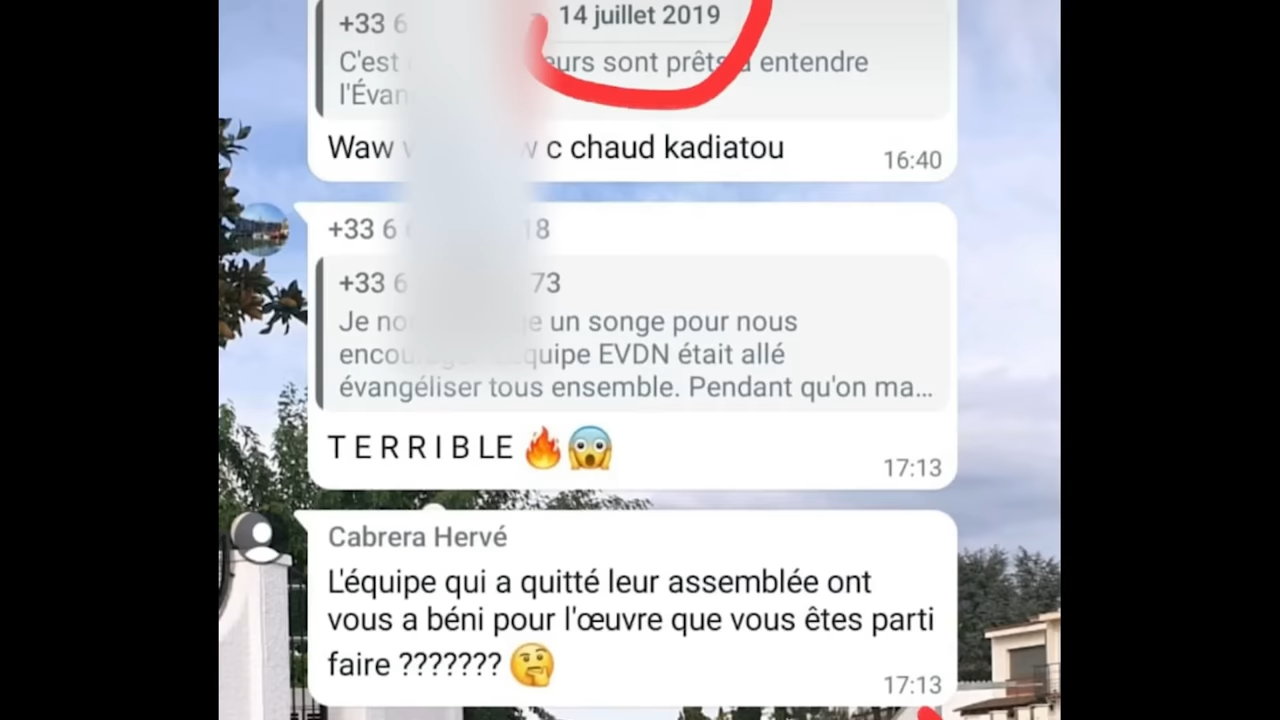 +33 6
14 juillet 2019
C'est eurs sont prêts à entendre
l'Évan
Waw c chaud kadiatou
16:40
+33 6 18
+33 6 73
Je un songe pour nous
équipe EVDN était allé
évangéliser tous ensemble. Pendant qu'on ma...
T E R R I B L E 🔥😱
17:13
Cabrera Hervé
L'équipe qui a quitté leur assemblée ont
vous a béni pour l'œuvre que vous êtes parti
faire ??????? 🤔
17:13